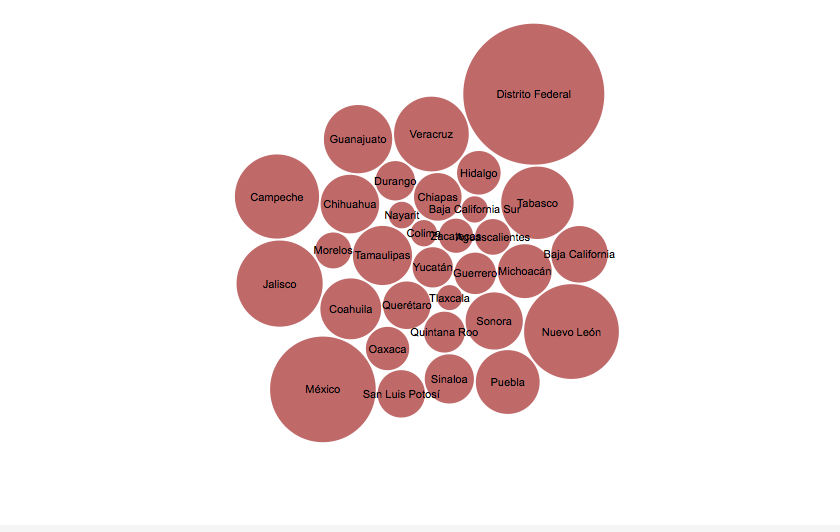 Distrito Federal
Veracruz
Guanajuato
Hidalgo
Durango
Campeche
Chihuahua
Chiapas
Tabasco
Baja California Sur
Nayarit
Colima
Zacatecas
Aguascalientes
Morelos
Tamaulipas
Baja California
Yucatán
Guerrero
Michoacán
Jalisco
Tlaxcala
Querétaro
Coahuila
Sonora
Quintana Roo
Nuevo León
Oaxaca
Sinaloa
Puebla
México
San Luis Potosí